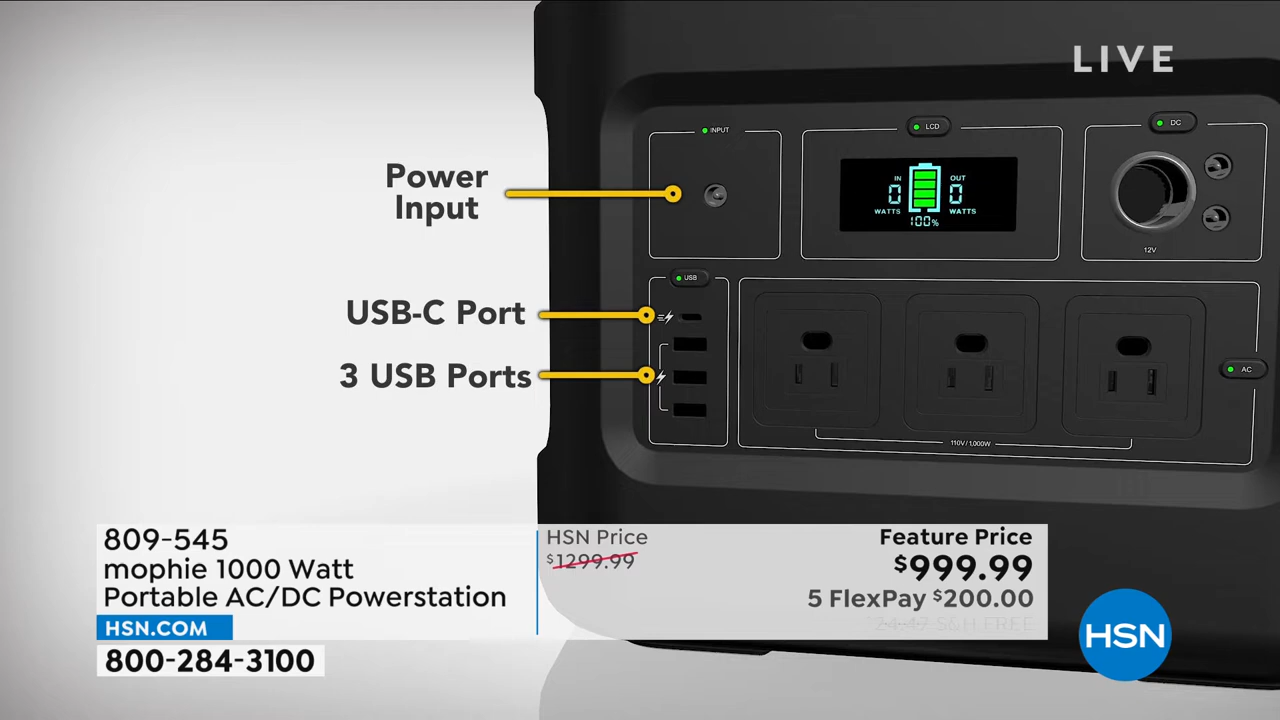 LIVE
INPUT
LCD
DC
Power
Input
IN
0
WATTS
OUT
0
WATTS
100%
12V
USB
USB-C Port
3 USB Ports
AC
110V/1,000W
809-545
mophie 1000 Watt
Portable AC/DC Powerstation
HSN.COM
800-284-3100
HSN Price
$1299.99
Feature Price
$999.99
5 FlexPay $200.00
S&H FREE
HSN